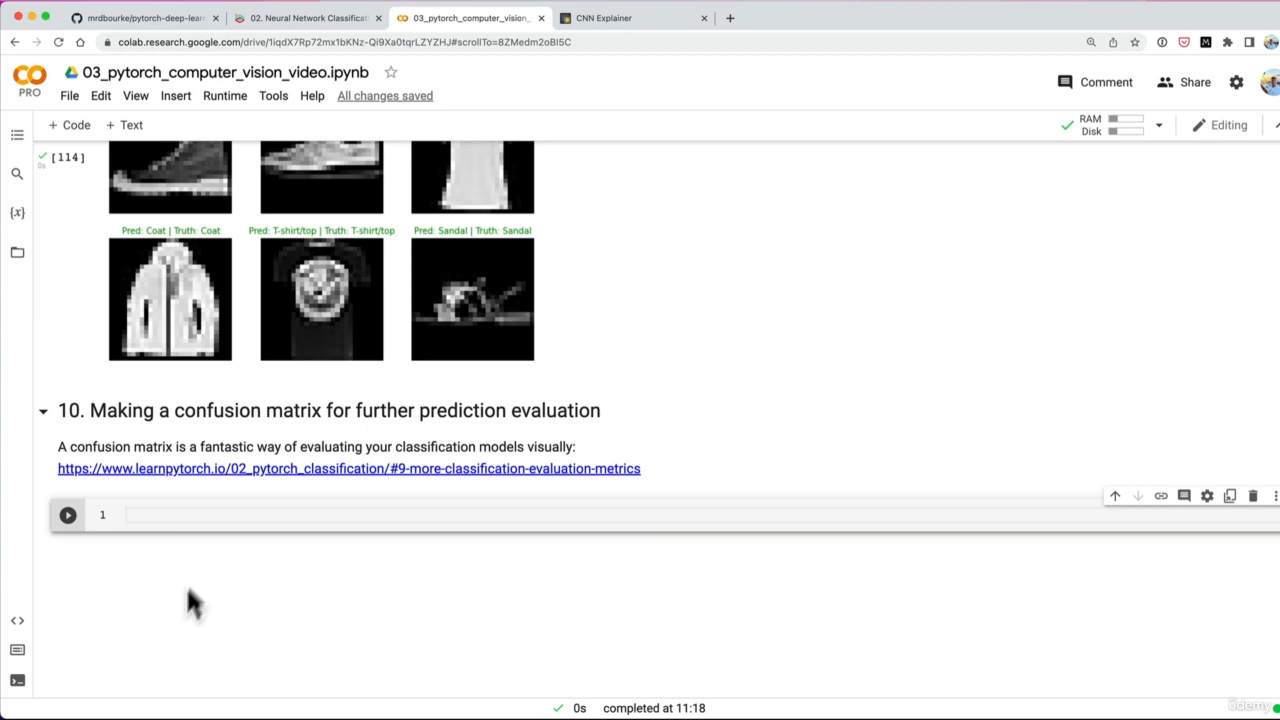 mrdbourke/pytorch-deep-learn
02. Neural Network Classificati
03_pytorch_computer_vision_
CNN Explainer
colab.research.google.com/drive/1iqdX7Rp72mx1bKNz-Qi9Xa0tqrLZYZHJ#scrollTo=8ZMedm2oBI5C
PRO
03_pytorch_computer_vision_video.ipynb
Comment
Share
File Edit View Insert Runtime Tools Help All changes saved
+ Code + Text
RAM
Disk
Editing
[114]
0s
Pred: Coat | Truth: Coat
Pred: T-shirt/top | Truth: T-shirt/top
Pred: Sandal | Truth: Sandal
10. Making a confusion matrix for further prediction evaluation
A confusion matrix is a fantastic way of evaluating your classification models visually:
https://www.learnpytorch.io/02_pytorch_classification/#9-more-classification-evaluation-metrics
1
0s completed at 11:18
ûdemy